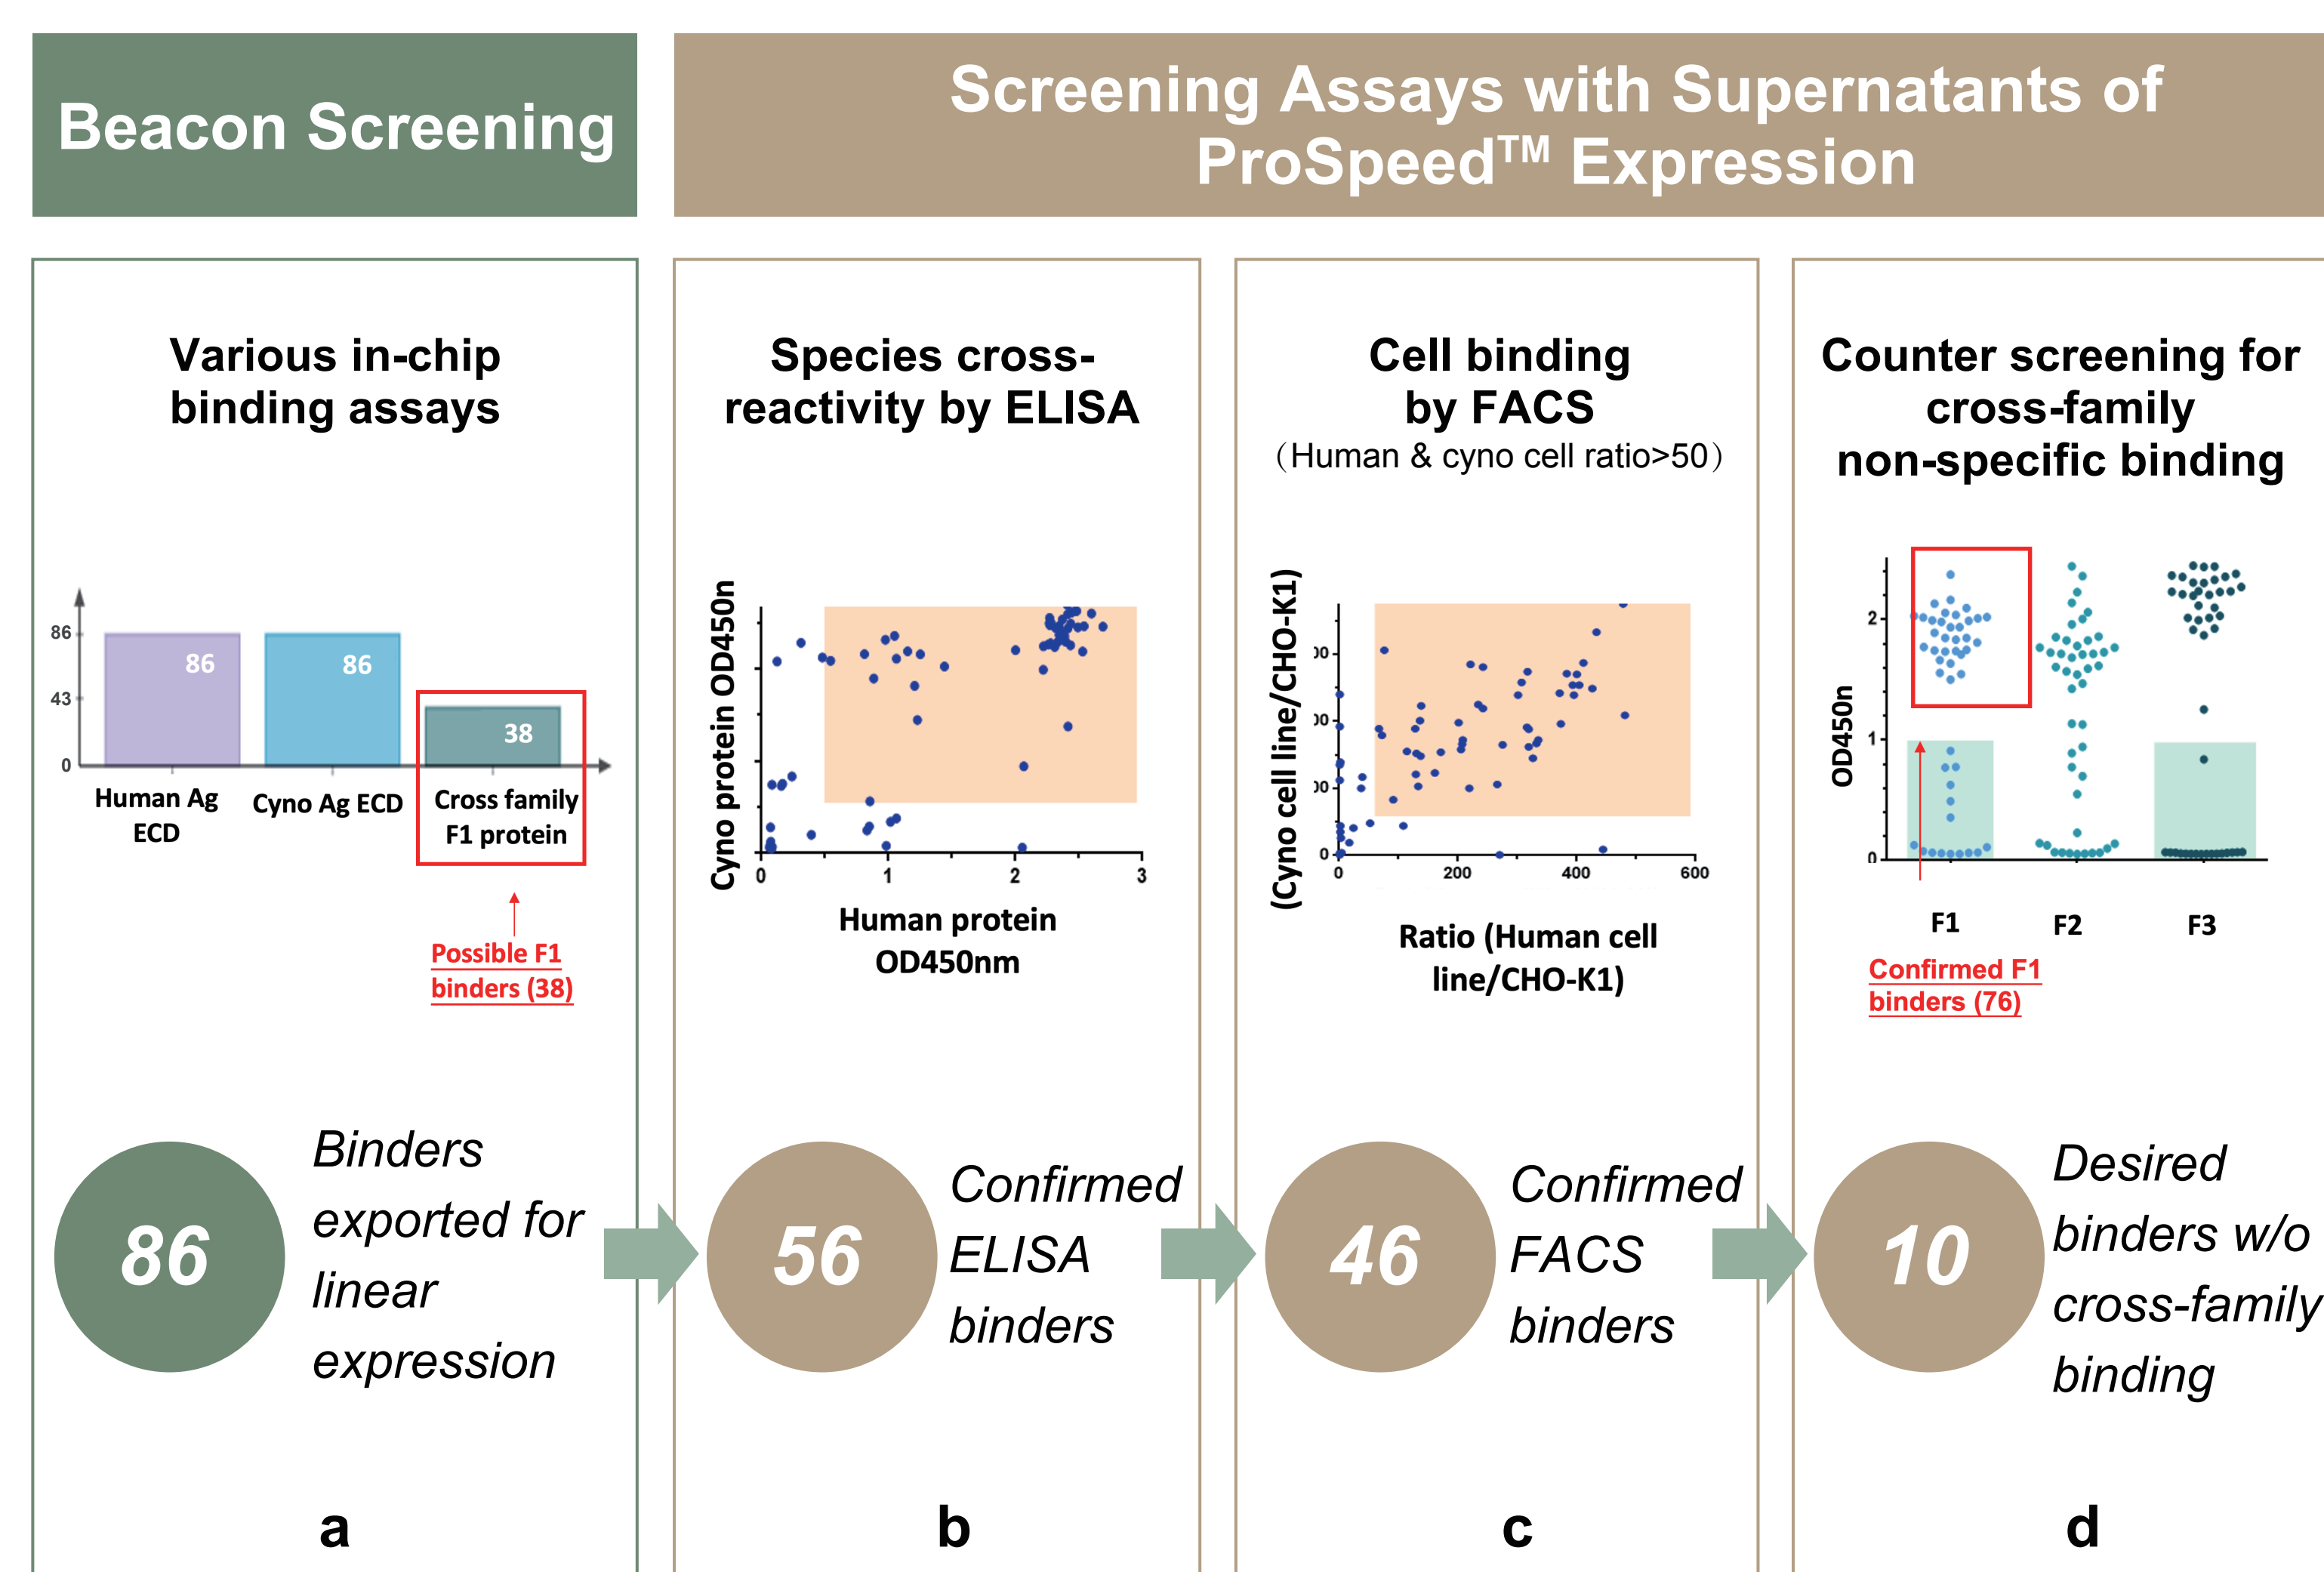 Beacon Screening
Screening Assays with Supernatants of
ProSpeed™ Expression
Various in-chip
binding assays
86
43
0
86
86
38
Human Ag
ECD
Cyno Ag ECD
Cross family
F1 protein
Possible F1
binders (38)
86
Binders
exported for
linear
expression
a
Species cross-
reactivity by ELISA
Cyno protein OD450n
0
1
2
3
Human protein
OD450nm
56
Confirmed
ELISA
binders
b
Cell binding
by FACS
（Human & cyno cell ratio>50）
(Cyno cell line/CHO-K1)
00
00
00
0
0
200
400
600
Ratio (Human cell
line/CHO-K1)
46
Confirmed
FACS
binders
c
Counter screening for
cross-family
non-specific binding
OD450n
2
1
0
F1
F2
F3
Confirmed F1
binders (76)
10
Desired
binders w/o
cross-family
binding
d